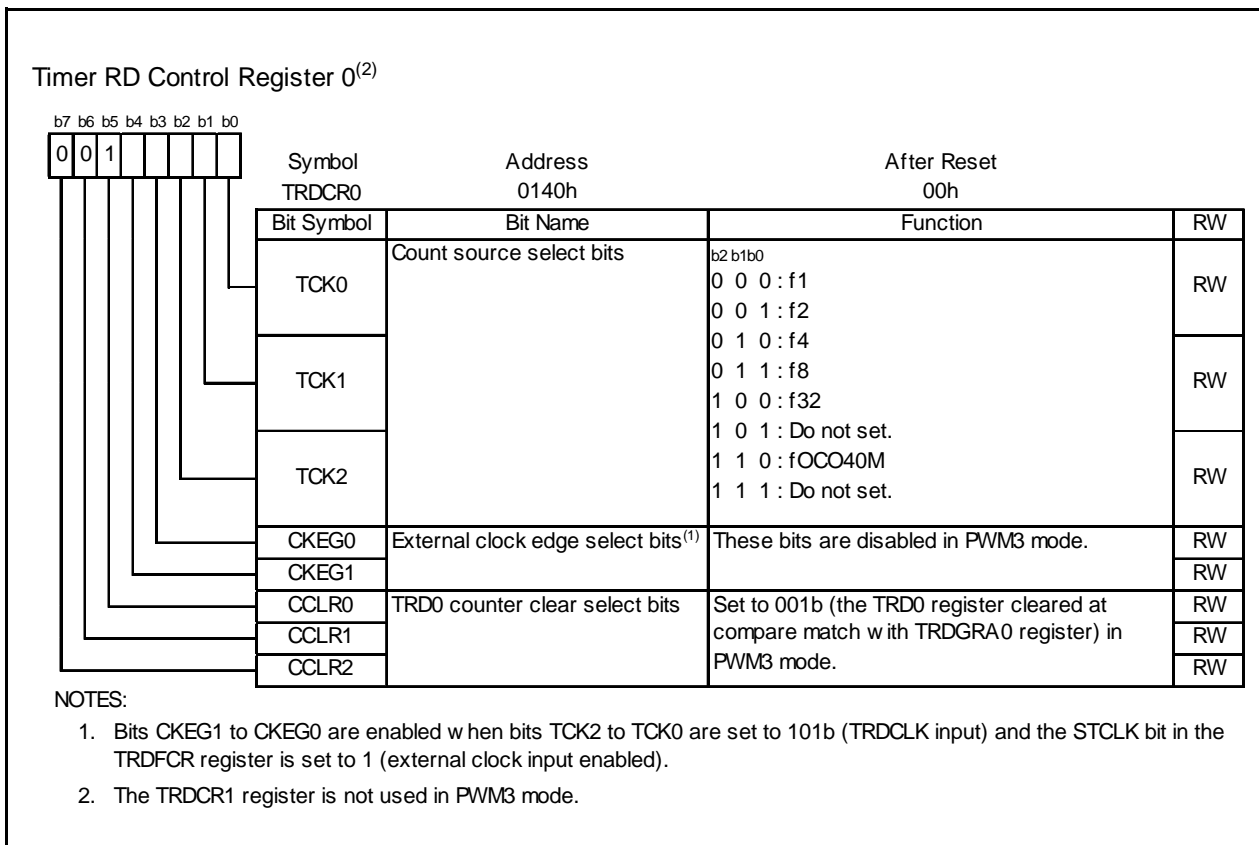 Timer RD Control Register 0(2)
b7 b6 b5 b4 b3 b2 b1 b0
0 0 1
Symbol Address After Reset
TRDCR0 0140h 00h
Bit Symbol Bit Name Function RW
TCK0 Count source select bits b2 b1 b0 RW
0 0 0 : f1
0 0 1 : f2
0 1 0 : f4
TCK1 0 1 1 : f8 RW
1 0 0 : f32
1 0 1 : Do not set.
TCK2 1 1 0 : fOCO40M RW
1 1 1 : Do not set.
CKEG0 External clock edge select bits(1) These bits are disabled in PWM3 mode. RW
CKEG1 RW
CCLR0 TRD0 counter clear select bits Set to 001b (the TRD0 register cleared at RW
CCLR1 compare match with TRDGRA0 register) in RW
CCLR2 PWM3 mode. RW
NOTES:
1. Bits CKEG1 to CKEG0 are enabled when bits TCK2 to TCK0 are set to 101b (TRDCLK input) and the STCLK bit in the
TRDFCR register is set to 1 (external clock input enabled).
2. The TRDCR1 register is not used in PWM3 mode.